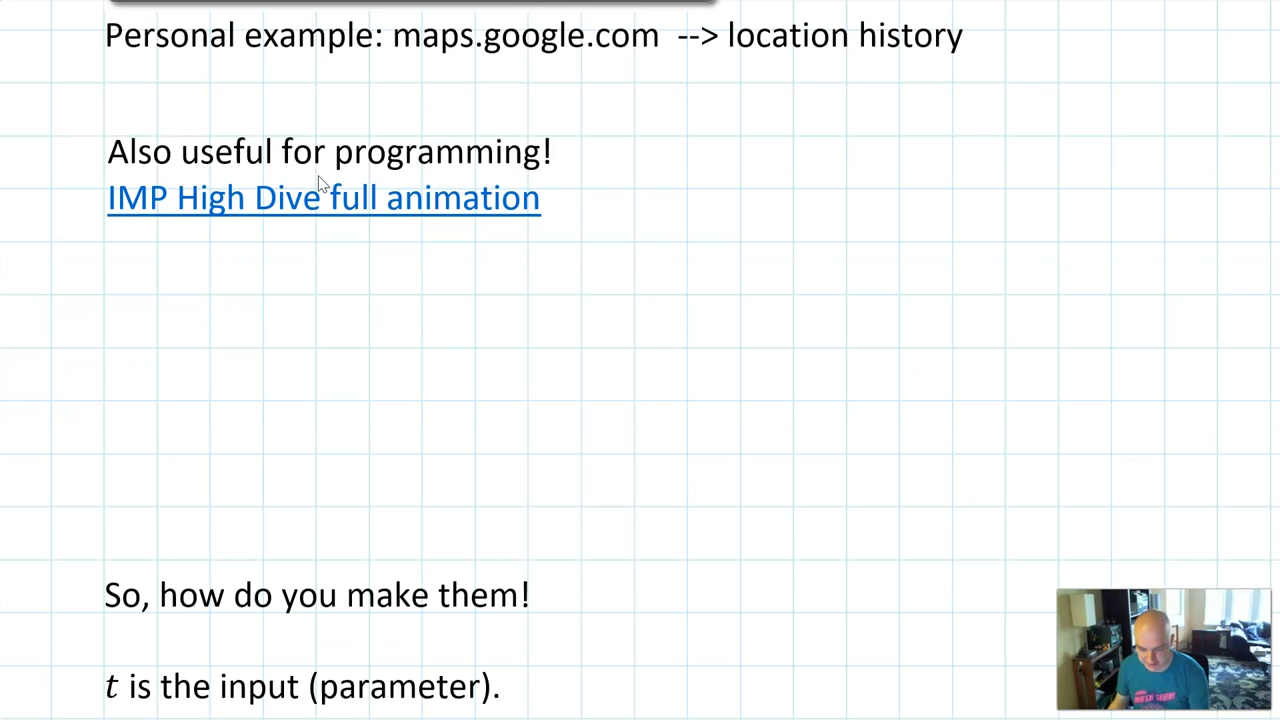 Personal example: maps.google.com --> location history
Also useful for programming!
IMP High Dive full animation
So, how do you make them!
t is the input (parameter).